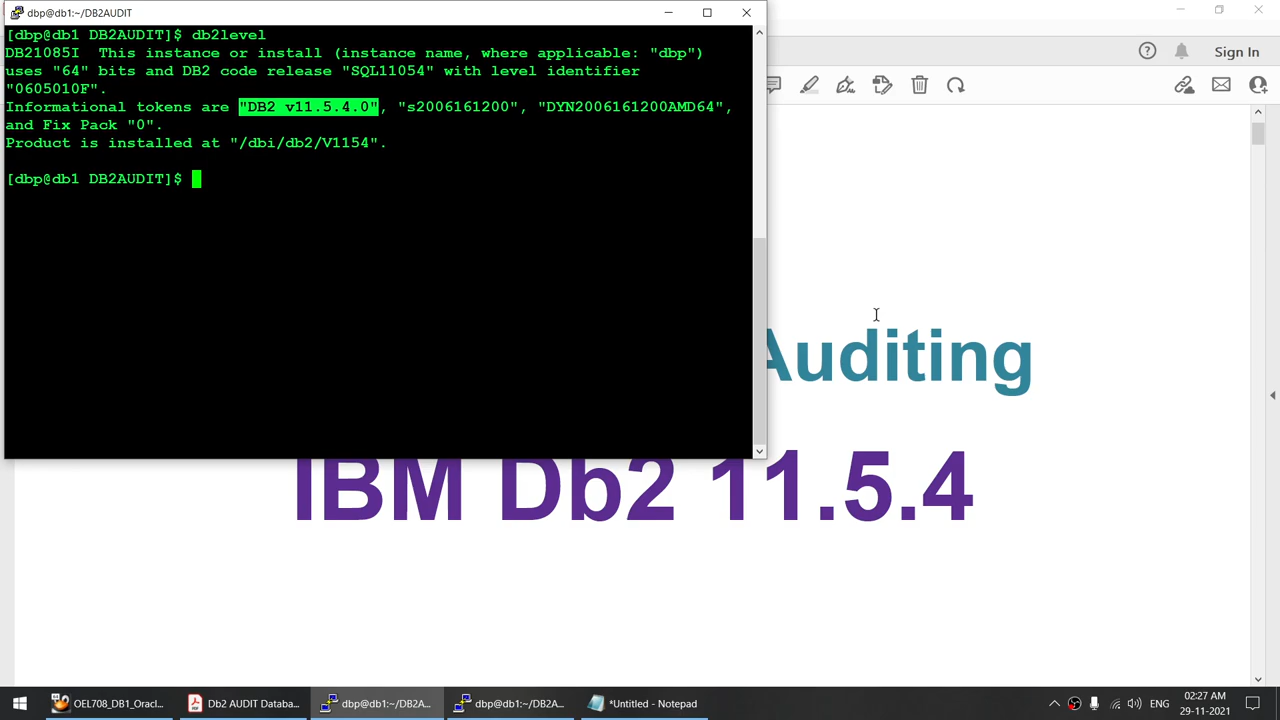 dbp@db1:~/DB2AUDIT
[dbp@db1 DB2AUDIT]$ db2level
DB21085I  This instance or install (instance name, where applicable: "dbp")
uses "64" bits and DB2 code release "SQL11054" with level identifier
"0605010F".
Informational tokens are "DB2 v11.5.4.0", "s2006161200", "DYN2006161200AMD64",
and Fix Pack "0".
Product is installed at "/dbi/db2/V1154".
[dbp@db1 DB2AUDIT]$
Sign In
Auditing
IBM Db2 11.5.4
OEL708_DB1_Oracl...
Db2 AUDIT Databa...
dbp@db1:~/DB2A...
dbp@db1:~/DB2A...
*Untitled - Notepad
ENG
02:27 AM
29-11-2021